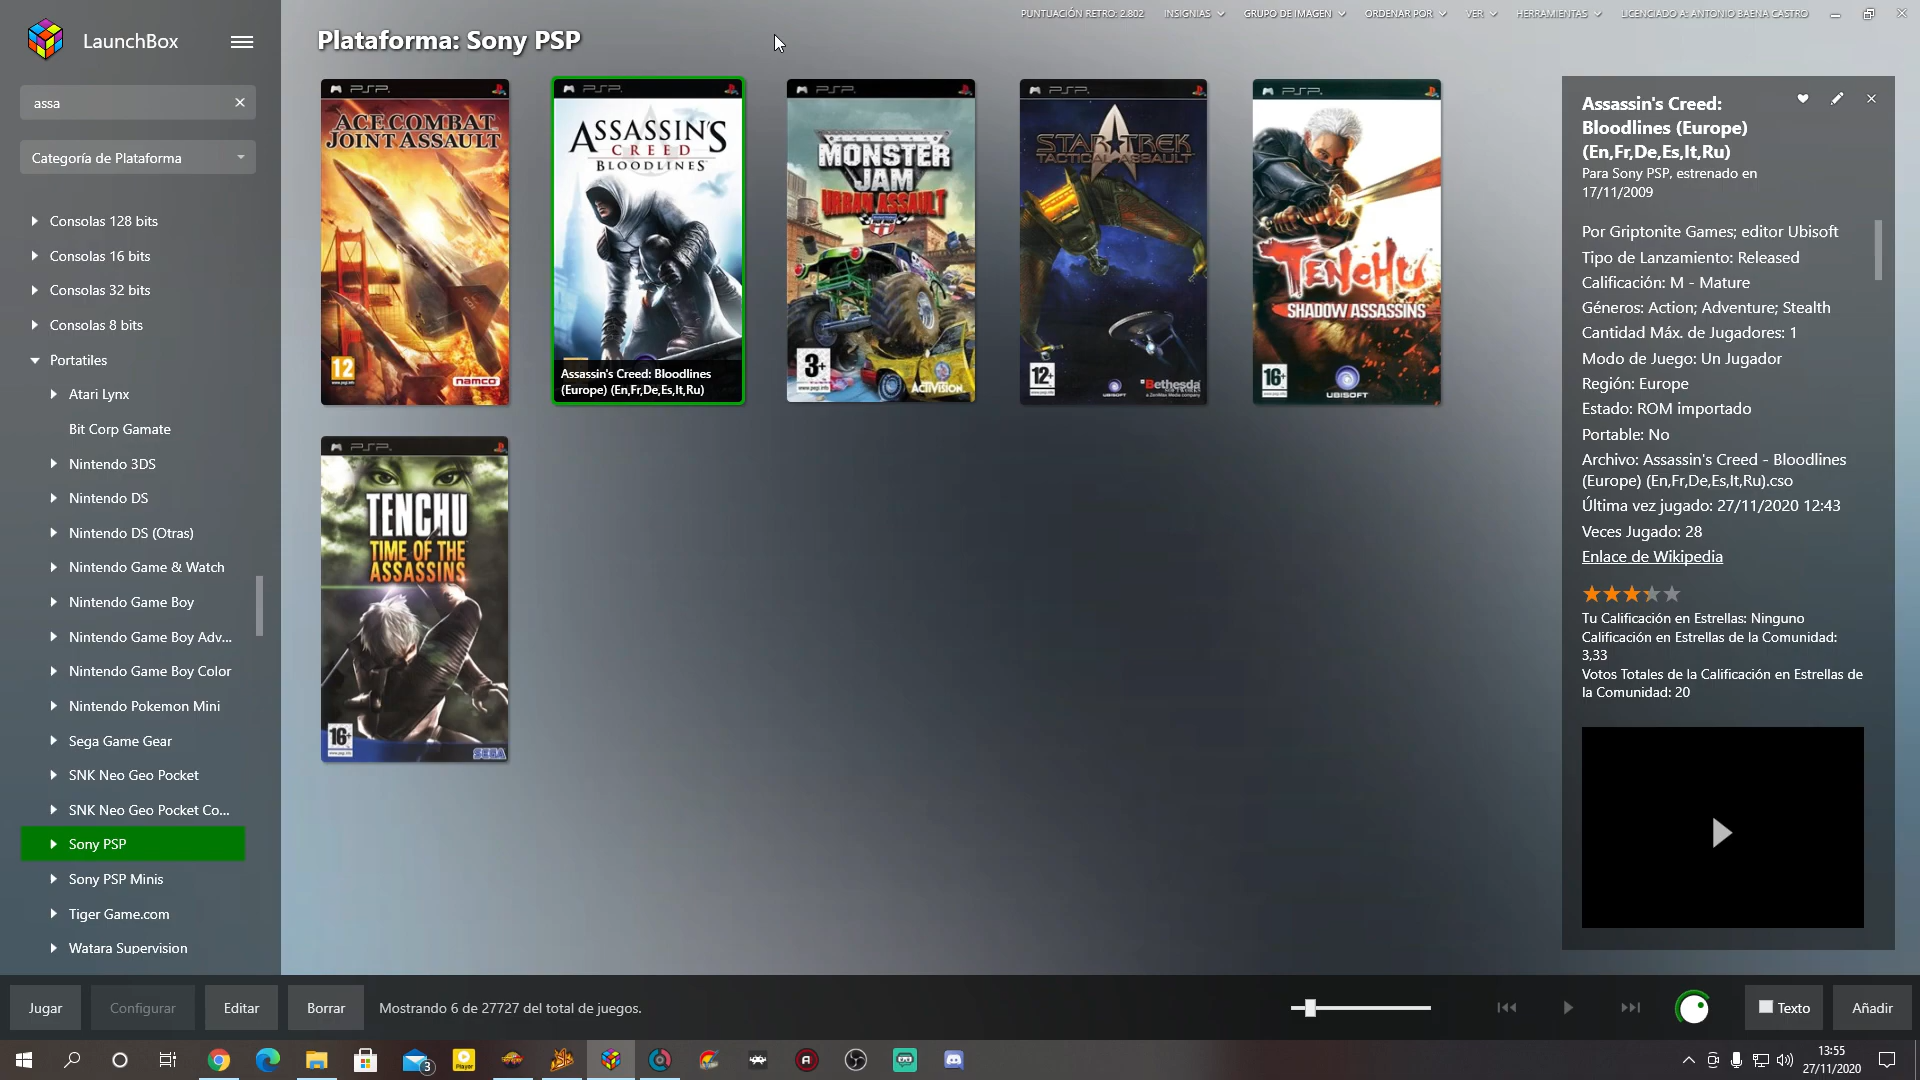 LaunchBox
assa
Categoría de Plataforma
Consolas 128 bits
Consolas 16 bits
Consolas 32 bits
Consolas 8 bits
Portatiles
Atari Lynx
Bit Corp Gamate
Nintendo 3DS
Nintendo DS
Nintendo DS (Otras)
Nintendo Game & Watch
Nintendo Game Boy
Nintendo Game Boy Adv...
Nintendo Game Boy Color
Nintendo Pokemon Mini
Sega Game Gear
SNK Neo Geo Pocket
SNK Neo Geo Pocket Co...
Sony PSP
Sony PSP Minis
Tiger Game.com
Watara Supervision
PUNTUACIÓN RETRO: 2.802 INSIGNIAS GRUPO DE IMAGEN ORDENAR POR VER HERRAMIENTAS LICENCIADO A: ANTONIO BAENA CASTRO
Plataforma: Sony PSP
PSP
ACE COMBAT
JOINT ASSAULT
12
namco
PSP
ASSASSIN'S
CREED
BLOODLINES
Assassin's Creed: Bloodlines
(Europe) (En,Fr,De,Es,It,Ru)
PSP
MONSTER
JAM
URBAN ASSAULT
3+
ACTIVISION
PSP
STAR TREK
TACTICAL ASSAULT
12+
UBISOFT
Bethesda
PSP
TENCHU
SHADOW ASSASSINS
16+
UBISOFT
PSP
TENCHU
TIME OF THE
ASSASSINS
16+
SEGA
Assassin's Creed:
Bloodlines (Europe)
(En,Fr,De,Es,It,Ru)
Para Sony PSP, estrenado en
17/11/2009
Por Griptonite Games; editor Ubisoft
Tipo de Lanzamiento: Released
Calificación: M - Mature
Géneros: Action; Adventure; Stealth
Cantidad Máx. de Jugadores: 1
Modo de Juego: Un Jugador
Región: Europe
Estado: ROM importado
Portable: No
Archivo: Assassin's Creed - Bloodlines
(Europe) (En,Fr,De,Es,It,Ru).cso
Última vez jugado: 27/11/2020 12:43
Veces Jugado: 28
Enlace de Wikipedia
Tu Calificación en Estrellas: Ninguno
Calificación en Estrellas de la Comunidad:
3,33
Votos Totales de la Calificación en Estrellas de
la Comunidad: 20
Jugar
Configurar
Editar
Borrar
Mostrando 6 de 27727 del total de juegos.
Texto
Añadir
3
Player
13:55
27/11/2020